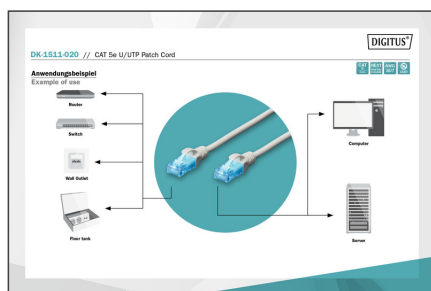 DIGITUS®
DK-1511-020 // CAT 5e U/UTP Patch Cord
Anwendungsbeispiel
Example of use
Router
Switch
Wall Outlet
Floor tank
Computer
Server